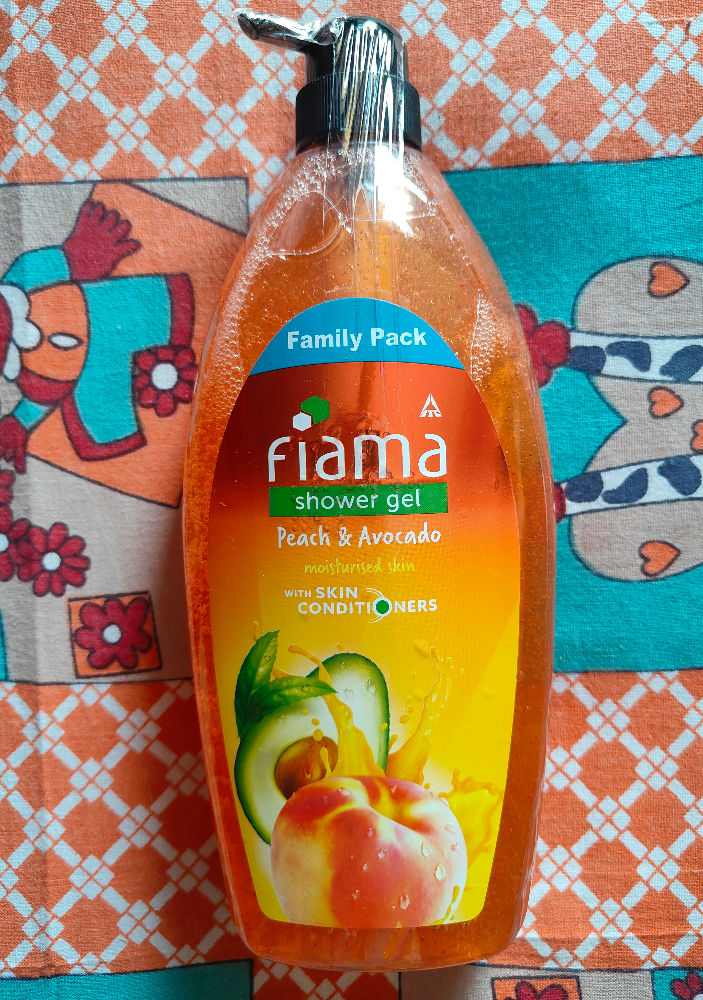 Family Pack
fiama
shower gel
Peach & Avocado
moisturised skin
WITH SKIN
CONDITIONERS